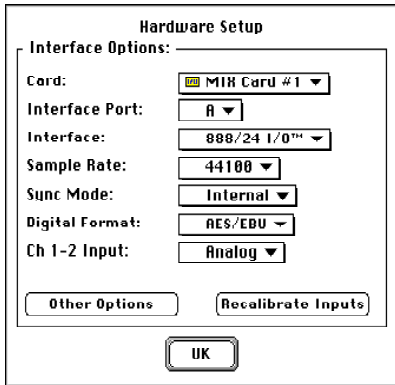 Hardware Setup
Interface Options:
Card: MIX Card #1
Interface Port: A
Interface: 888/24 I/O™
Sample Rate: 44100
Sync Mode: Internal
Digital Format: AES/EBU
Ch 1-2 Input: Analog
Other Options Recalibrate Inputs
UK